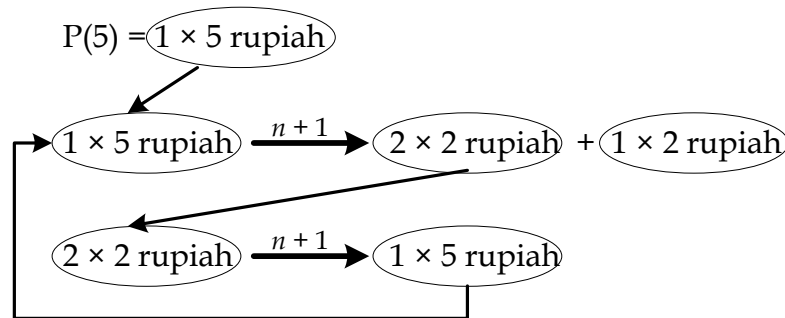 P(5) = 1 × 5 rupiah
1 × 5 rupiah n + 1 2 × 2 rupiah + 1 × 2 rupiah
2 × 2 rupiah n + 1 1 × 5 rupiah